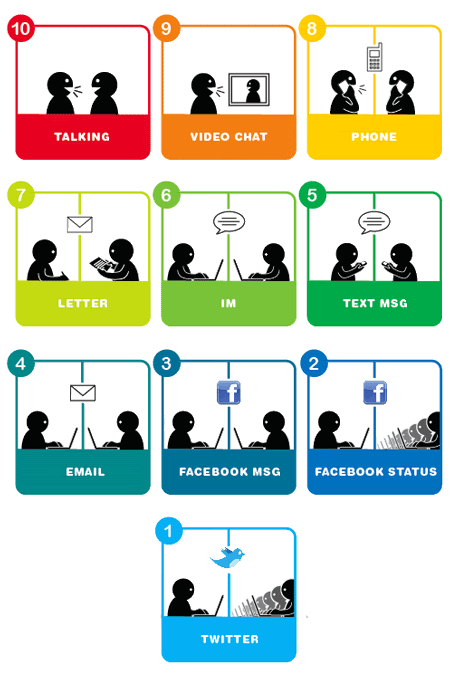 10
9
8
TALKING
VIDEO CHAT
PHONE
7
6
5
LETTER
IM
TEXT MSG
4
3
2
f
f
EMAIL
FACEBOOK MSG
FACEBOOK STATUS
1
TWITTER